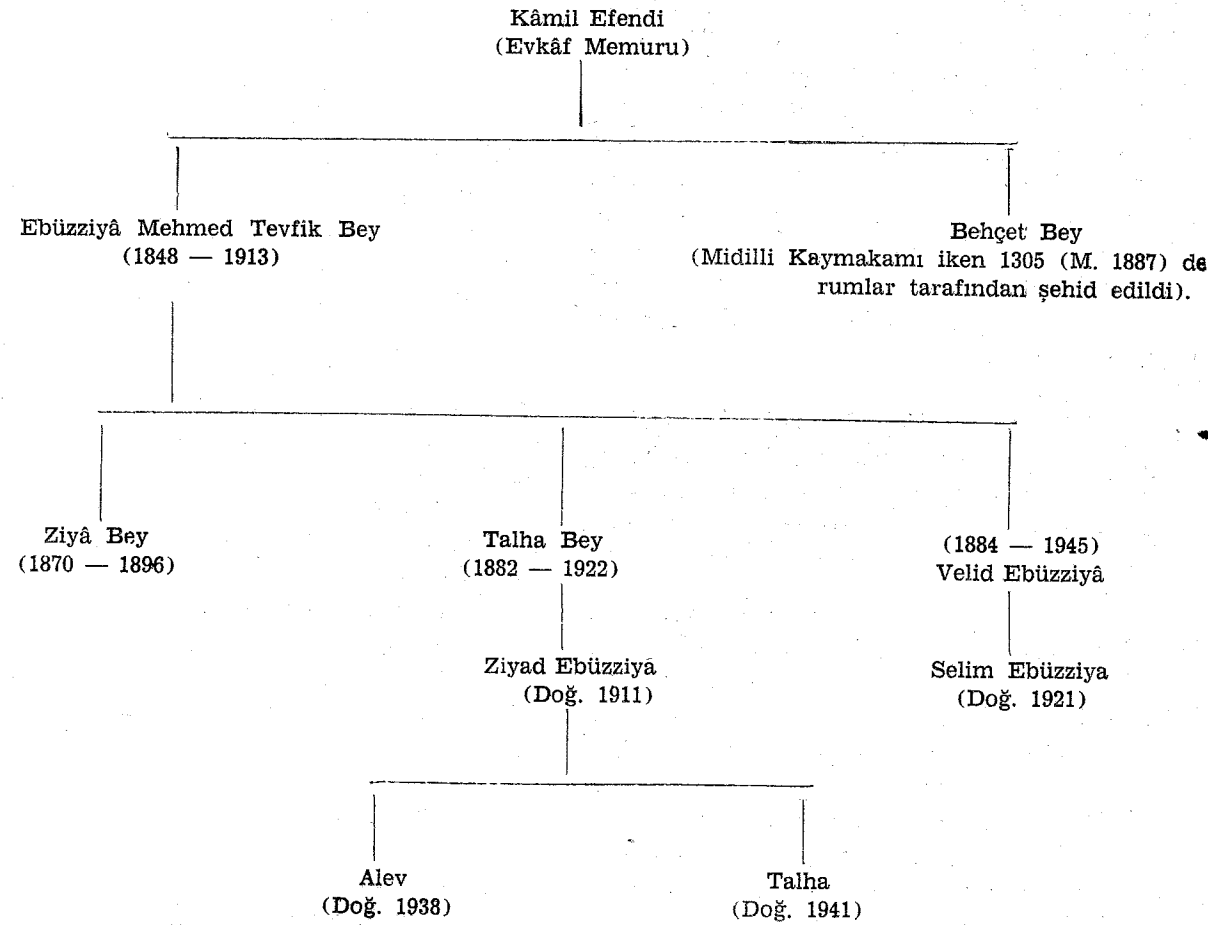 Kâmil Efendi
(Evkâf Memuru)
Ebüzziyâ Mehmed Tevfik Bey
(1848 — 1913)
Behçet Bey
(Midilli Kaymakamı iken 1305 (M. 1887) de
rumlar tarafından şehid edildi).
Ziyâ Bey
(1870 — 1896)
Talha Bey
(1882 — 1922)
(1884 — 1945)
Velid Ebüzziyâ
Ziyad Ebüzziyâ
(Doğ. 1911)
Selim Ebüzziya
(Doğ. 1921)
Alev
(Doğ. 1938)
Talha
(Doğ. 1941)